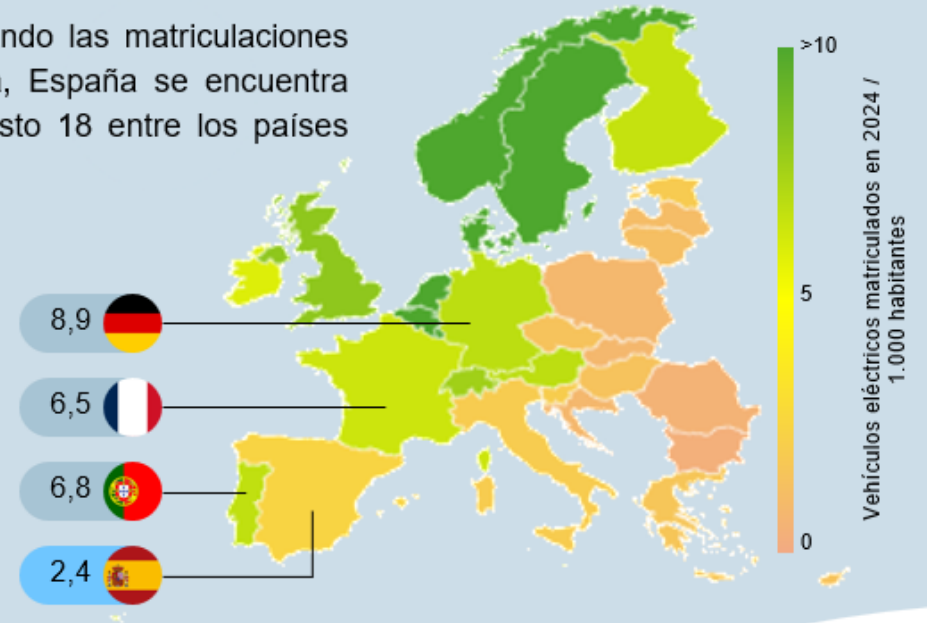 ndo las matriculaciones
, España se encuentra
sto 18 entre los países
>10
5
0
Vehículos eléctricos matriculados en 2024 /
1.000 habitantes
8,9
6,5
6,8
2,4